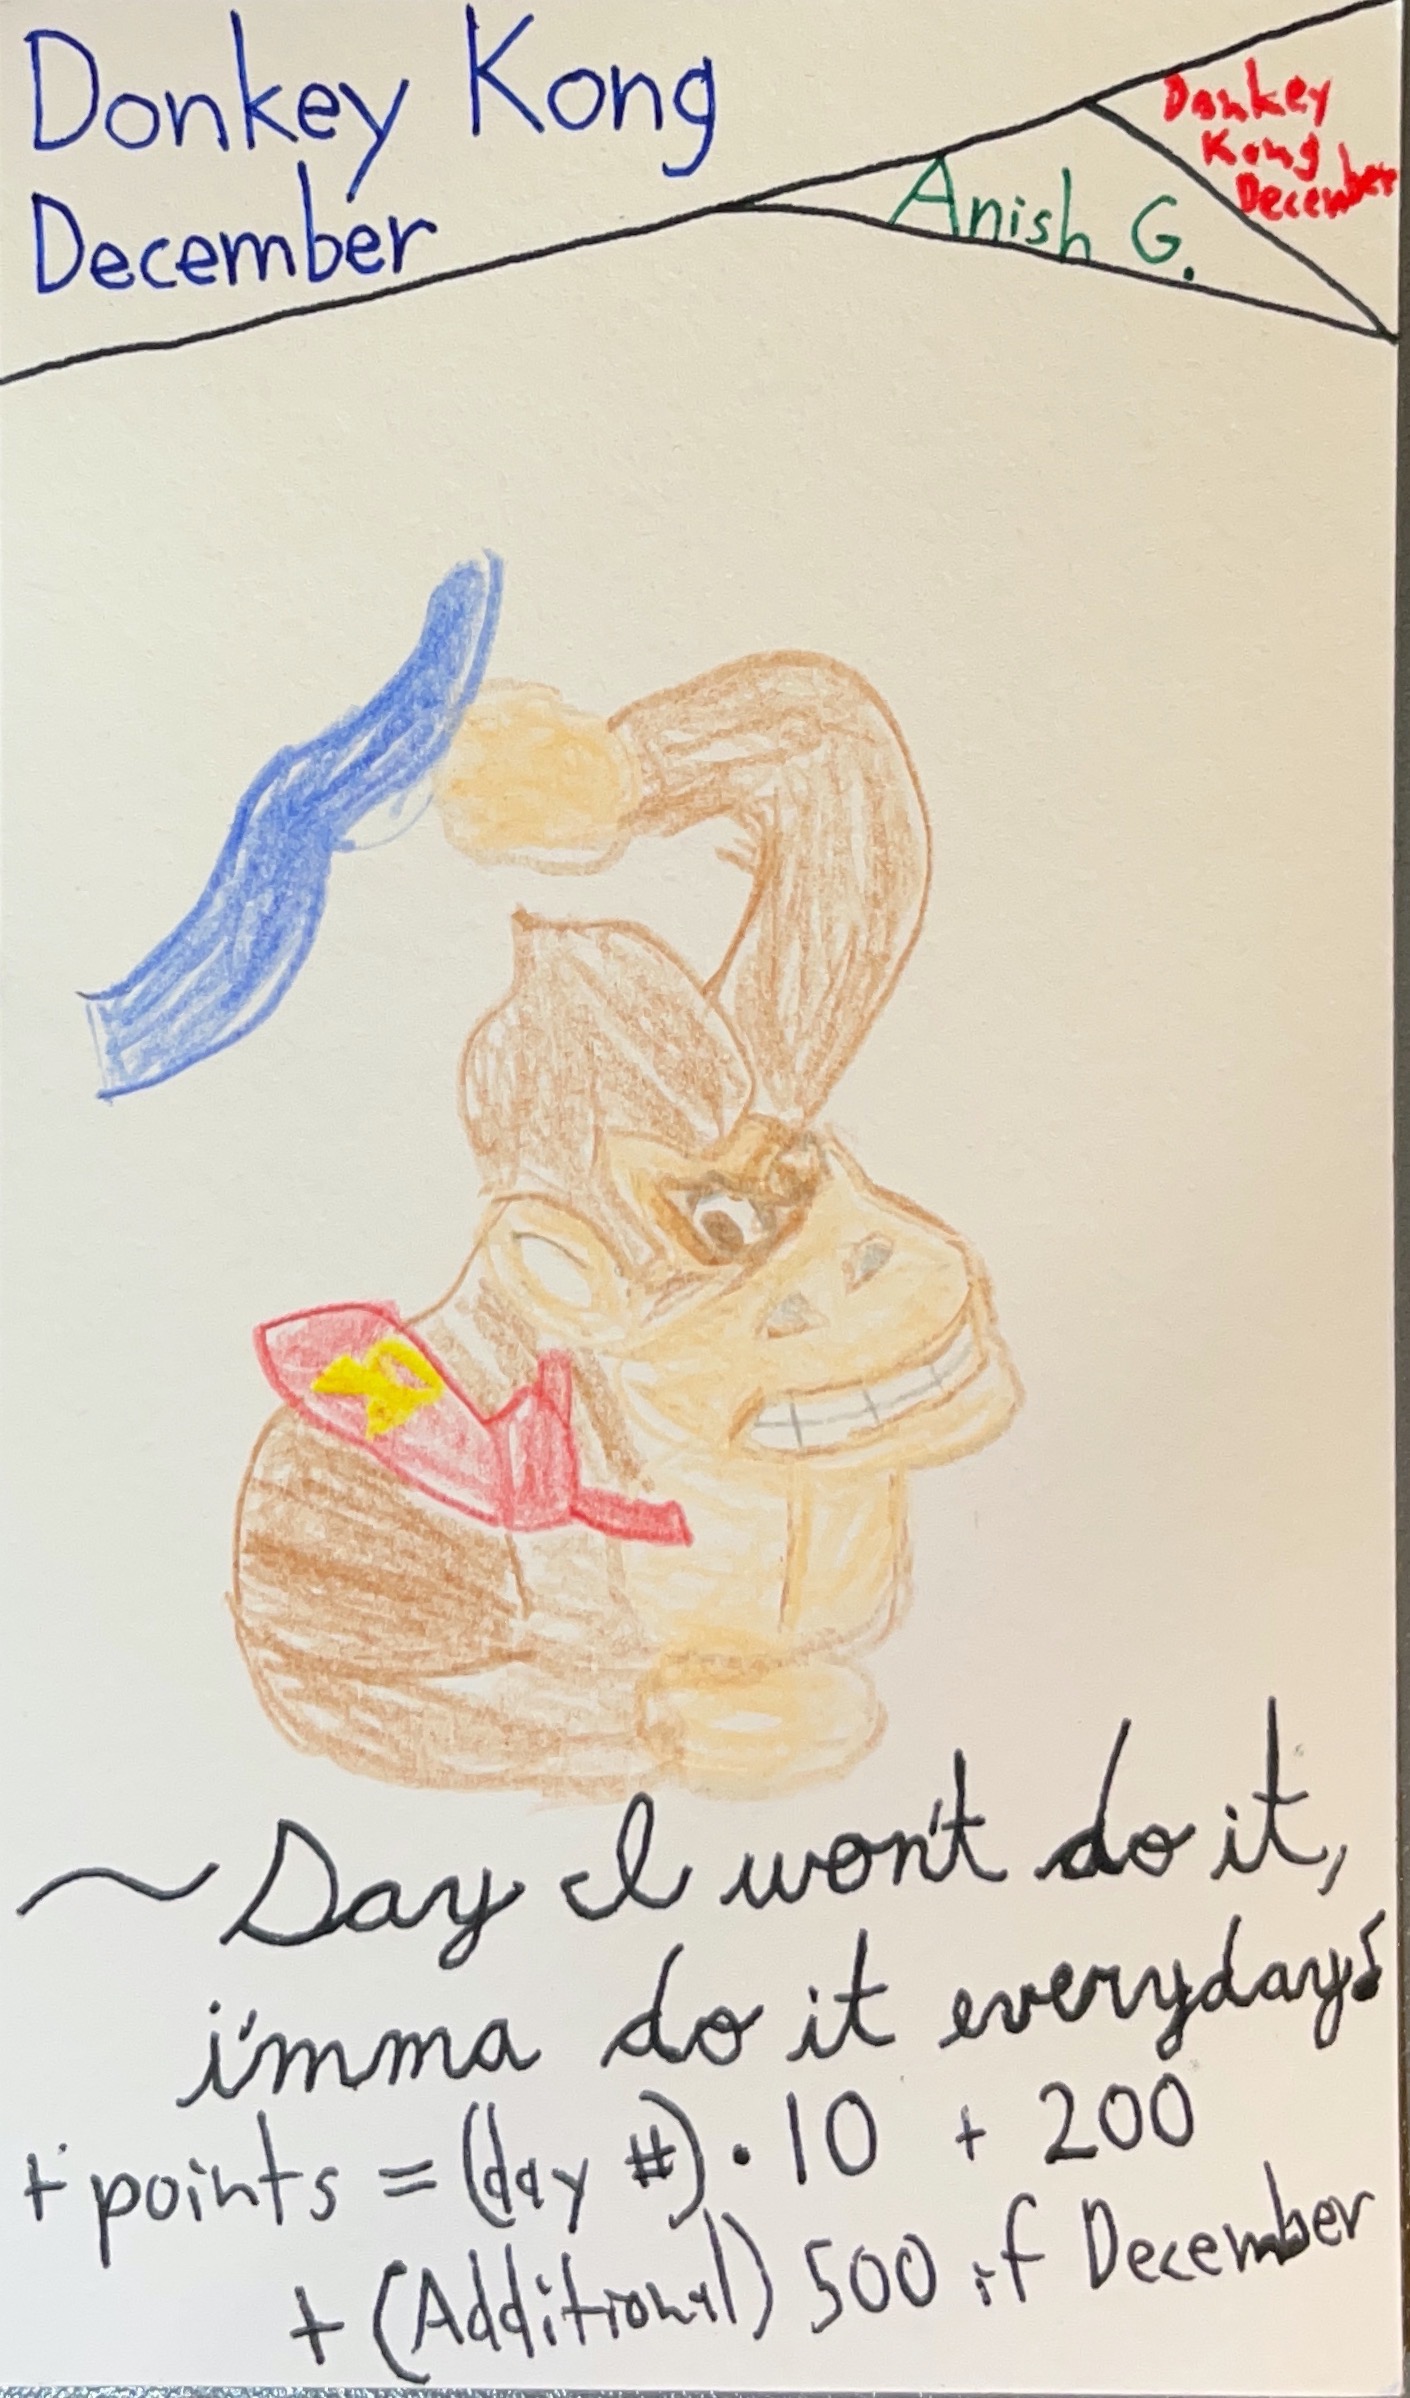 Donkey Kong
December
Anish G.
Donkey
Kong
December
~ Day I won't do it,
i'mma do it everyday
+ points = (day #) • 10 + 200
+ (Additional) 500 if December